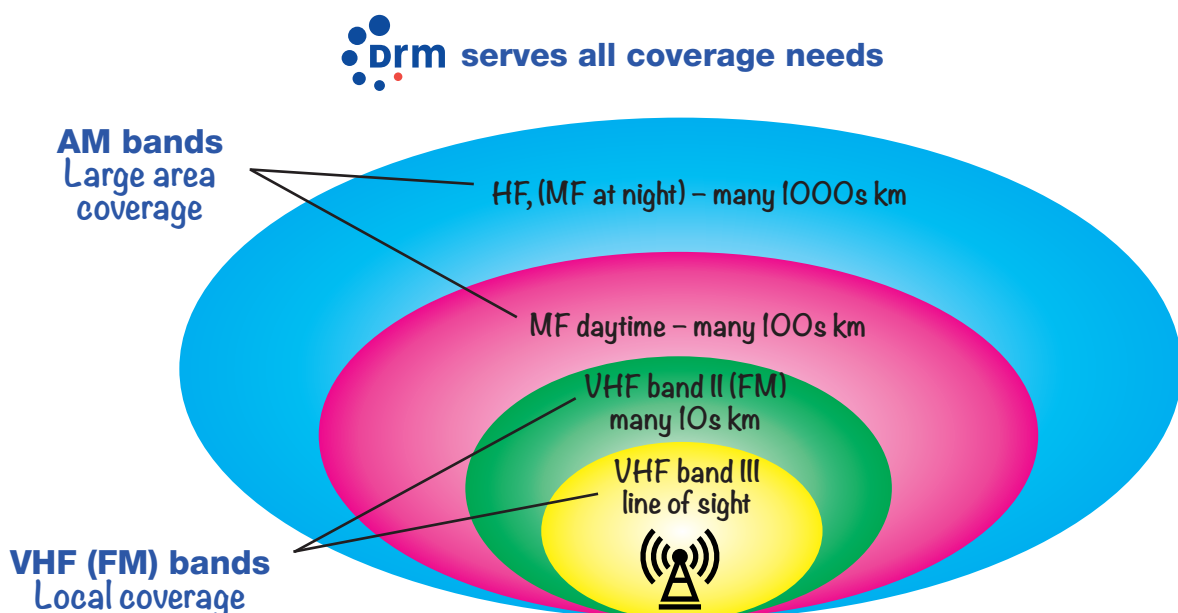 DRM serves all coverage needs
AM bands
Large area
coverage
HF, (MF at night) – many 1000s km
MF daytime – many 100s km
VHF band II (FM)
many 10s km
VHF band III
line of sight
VHF (FM) bands
Local coverage